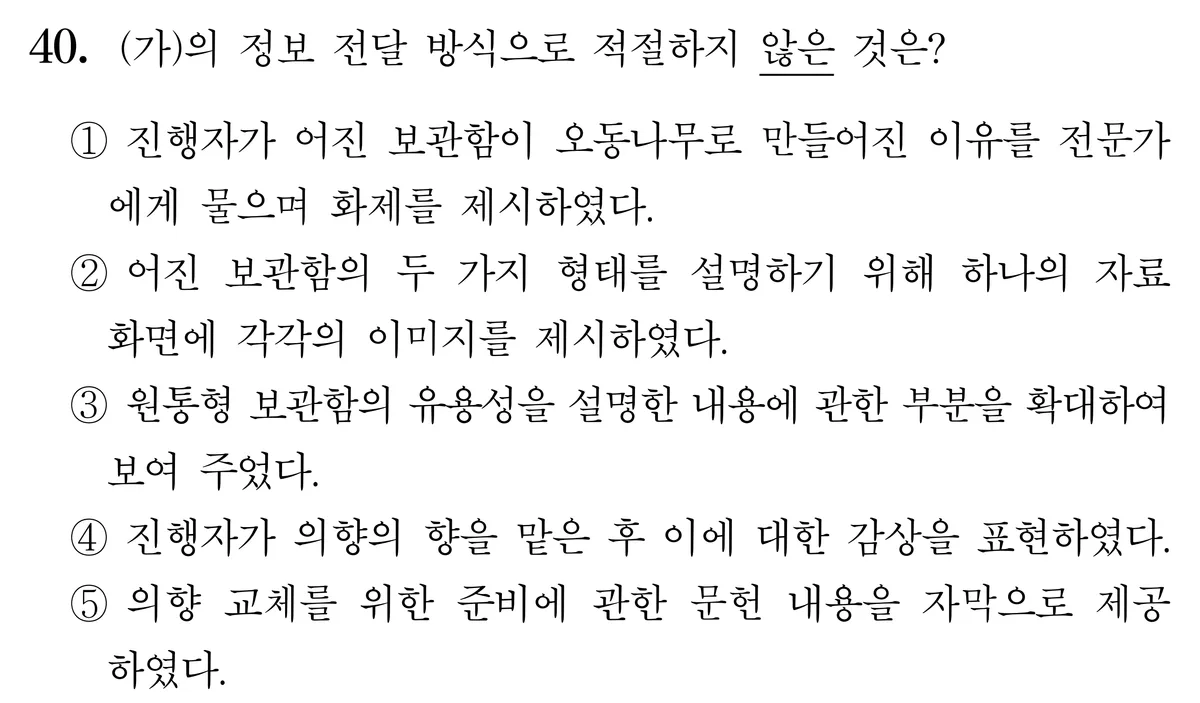 40. (가)의 정보 전달 방식으로 적절하지 않은 것은?
① 진행자가 어진 보관함이 오동나무로 만들어진 이유를 전문가
에게 물으며 화제를 제시하였다.
② 어진 보관함의 두 가지 형태를 설명하기 위해 하나의 자료
화면에 각각의 이미지를 제시하였다.
③ 원통형 보관함의 유용성을 설명한 내용에 관한 부분을 확대하여
보여 주었다.
④ 진행자가 의향의 향을 맡은 후 이에 대한 감상을 표현하였다.
⑤ 의향 교체를 위한 준비에 관한 문헌 내용을 자막으로 제공
하였다.